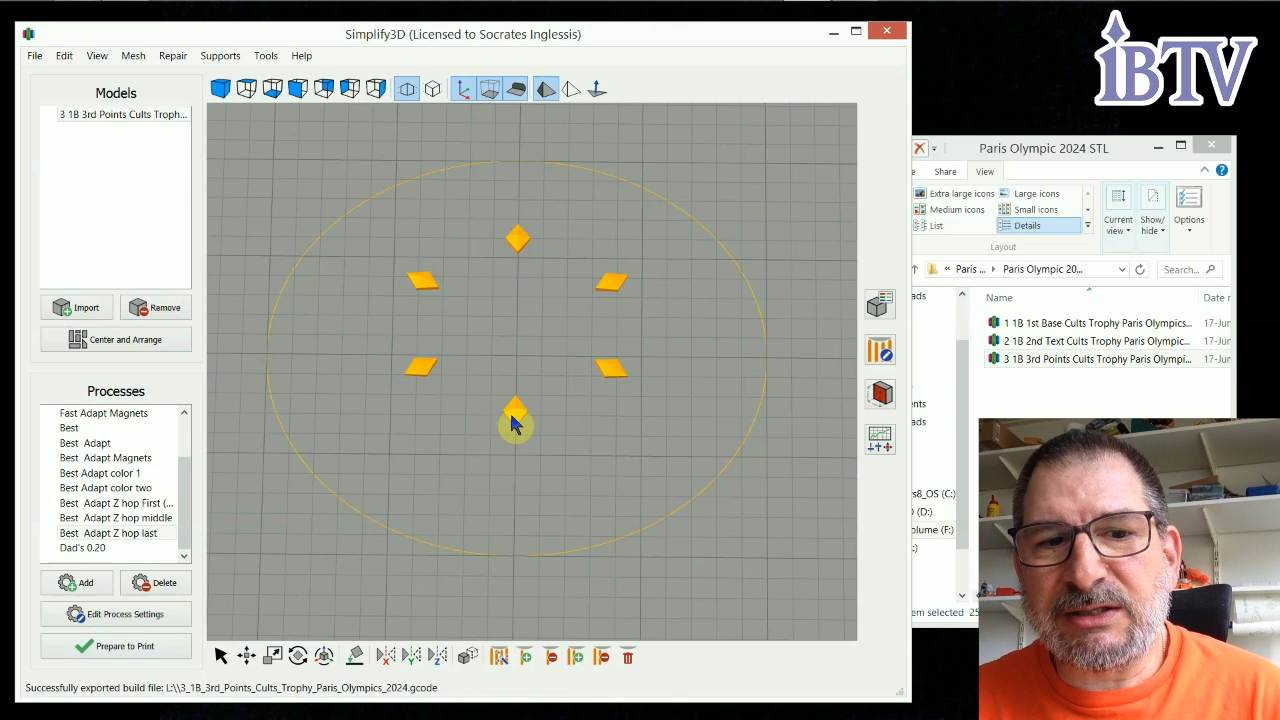 Simplify3D (Licensed to Socrates Inglessis)
iBTV
File Edit View Mesh Repair Supports Tools Help
Models
3 1B 3rd Points Cults Troph...
Import Remove
Center and Arrange
Processes
Fast Adapt Magnets
Best
Best Adapt
Best Adapt Magnets
Best Adapt color 1
Best Adapt color two
Best Adapt Z hop First (...
Best Adapt Z hop middle
Best Adapt Z hop last
Dad's 0.20
Add Delete
Edit Process Settings
Prepare to Print
Successfully exported build file: L:\\3_1B_3rd_Points_Cults_Trophy_Paris_Olympics_2024.gcode
Paris Olympic 2024 STL
Share View
Extra large icons Large icons
Medium icons Small icons
List Details
Current view
Show/hide
Options
Layout
« Paris ... Paris Olympic 20... Search...
Name Date
1 1B 1st Base Cults Trophy Paris Olympics... 17-Jun
2 1B 2nd Text Cults Trophy Paris Olympic... 17-Jun
3 1B 3rd Points Cults Trophy Paris Olympi... 17-Jun